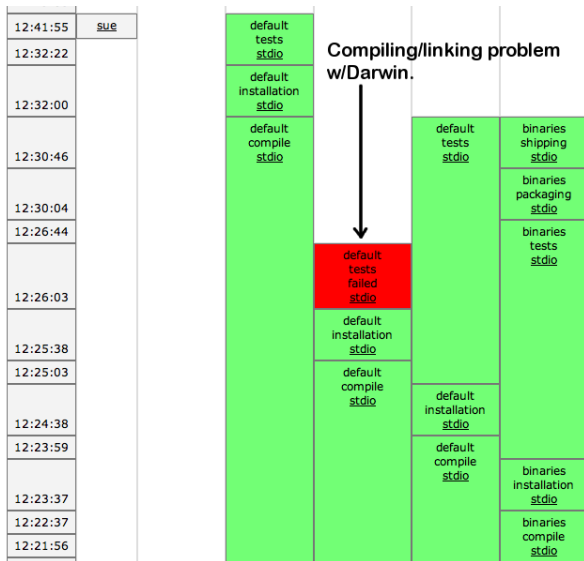 12:41:55
sue
default
tests
stdio
12:32:22
Compiling/linking problem
w/Darwin.
default
installation
stdio
12:32:00
default
compile
stdio
default
tests
stdio
binaries
shipping
stdio
12:30:46
binaries
packaging
stdio
12:30:04
binaries
tests
stdio
12:26:44
default
tests
failed
stdio
12:26:03
default
installation
stdio
12:25:38
default
compile
stdio
12:25:03
default
installation
stdio
12:24:38
default
compile
stdio
12:23:59
binaries
installation
stdio
12:23:37
binaries
compile
stdio
12:22:37
12:21:56